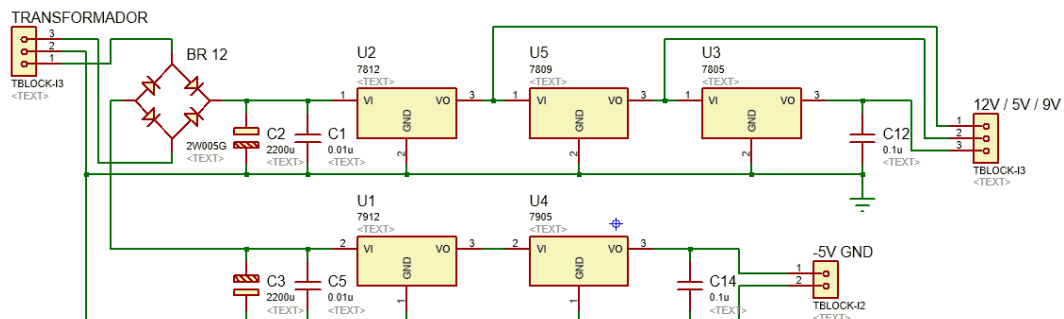 TRANSFORMADOR
3
2
1
TBLOCK-I3
<TEXT>
BR 12
2W005G
<TEXT>
C2
2200u
<TEXT>
C1
0.01u
<TEXT>
U2
7812
<TEXT>
1 VI VO 3
GND
2
U5
7809
<TEXT>
1 VI VO 3
GND
2
U3
7805
<TEXT>
1 VI VO 3
GND
2
C12
0.1u
<TEXT>
12V / 5V / 9V
1
2
3
TBLOCK-I3
<TEXT>
C3
2200u
<TEXT>
C5
0.01u
<TEXT>
U1
7912
<TEXT>
2 VI VO 3
GND
1
U4
7905
<TEXT>
2 VI VO 3
GND
1
C14
0.1u
<TEXT>
-5V GND
1
2
TBLOCK-I2
<TEXT>